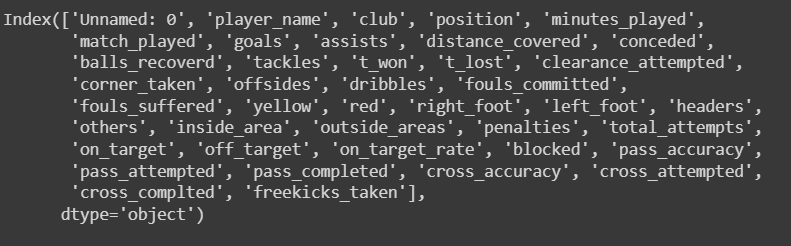 Index(['Unnamed: 0', 'player_name', 'club', 'position', 'minutes_played',
'match_played', 'goals', 'assists', 'distance_covered', 'conceded',
'balls_recoverd', 'tackles', 't_won', 't_lost', 'clearance_attempted',
'corner_taken', 'offsides', 'dribbles', 'fouls_committed',
'fouls_suffered', 'yellow', 'red', 'right_foot', 'left_foot', 'headers',
'others', 'inside_area', 'outside_areas', 'penalties', 'total_attempts',
'on_target', 'off_target', 'on_target_rate', 'blocked', 'pass_accuracy',
'pass_attempted', 'pass_completed', 'cross_accuracy', 'cross_attempted',
'cross_complted', 'freekicks_taken'],
dtype='object')